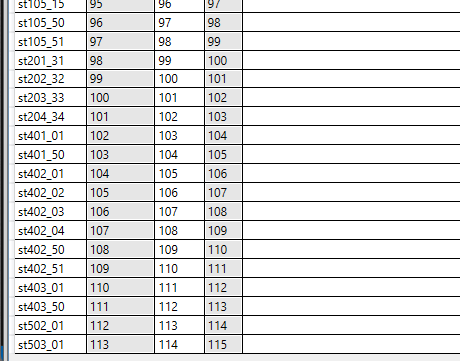 st105_15 95 96 97
st105_50 96 97 98
st105_51 97 98 99
st201_31 98 99 100
st202_32 99 100 101
st203_33 100 101 102
st204_34 101 102 103
st401_01 102 103 104
st401_50 103 104 105
st402_01 104 105 106
st402_02 105 106 107
st402_03 106 107 108
st402_04 107 108 109
st402_50 108 109 110
st402_51 109 110 111
st403_01 110 111 112
st403_50 111 112 113
st502_01 112 113 114
st503_01 113 114 115